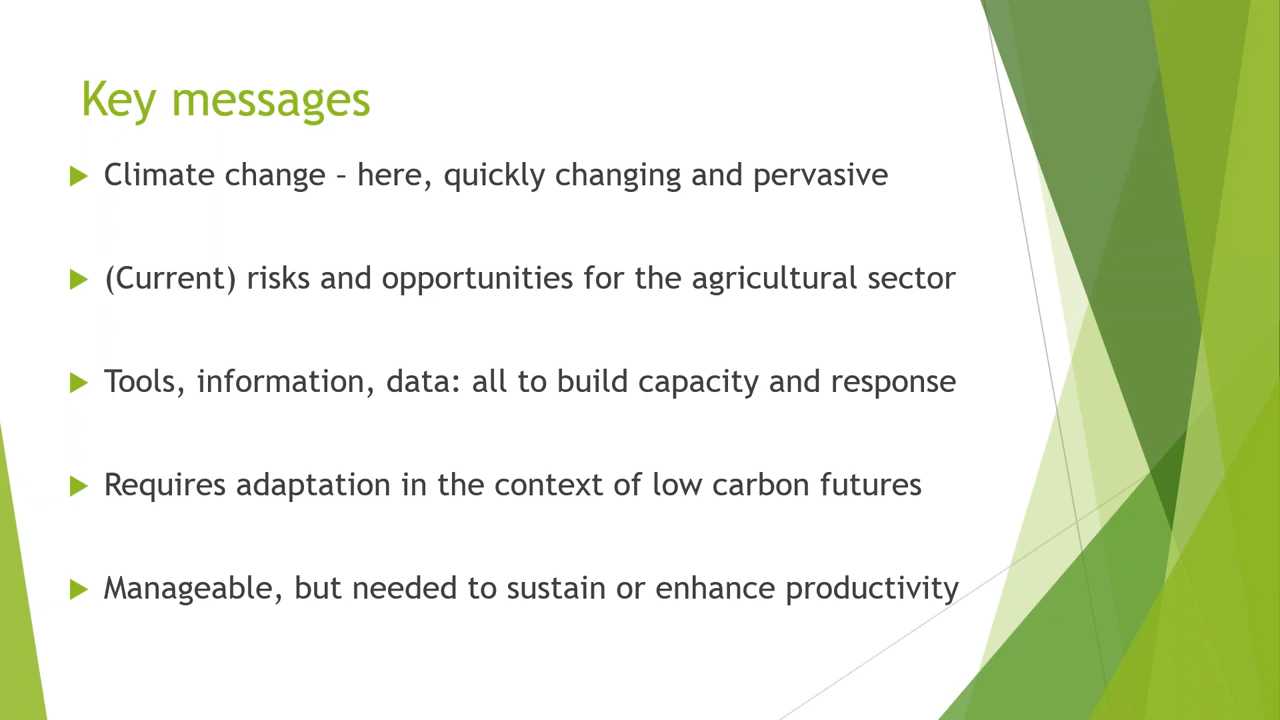 Key messages
Climate change – here, quickly changing and pervasive
(Current) risks and opportunities for the agricultural sector
Tools, information, data: all to build capacity and response
Requires adaptation in the context of low carbon futures
Manageable, but needed to sustain or enhance productivity